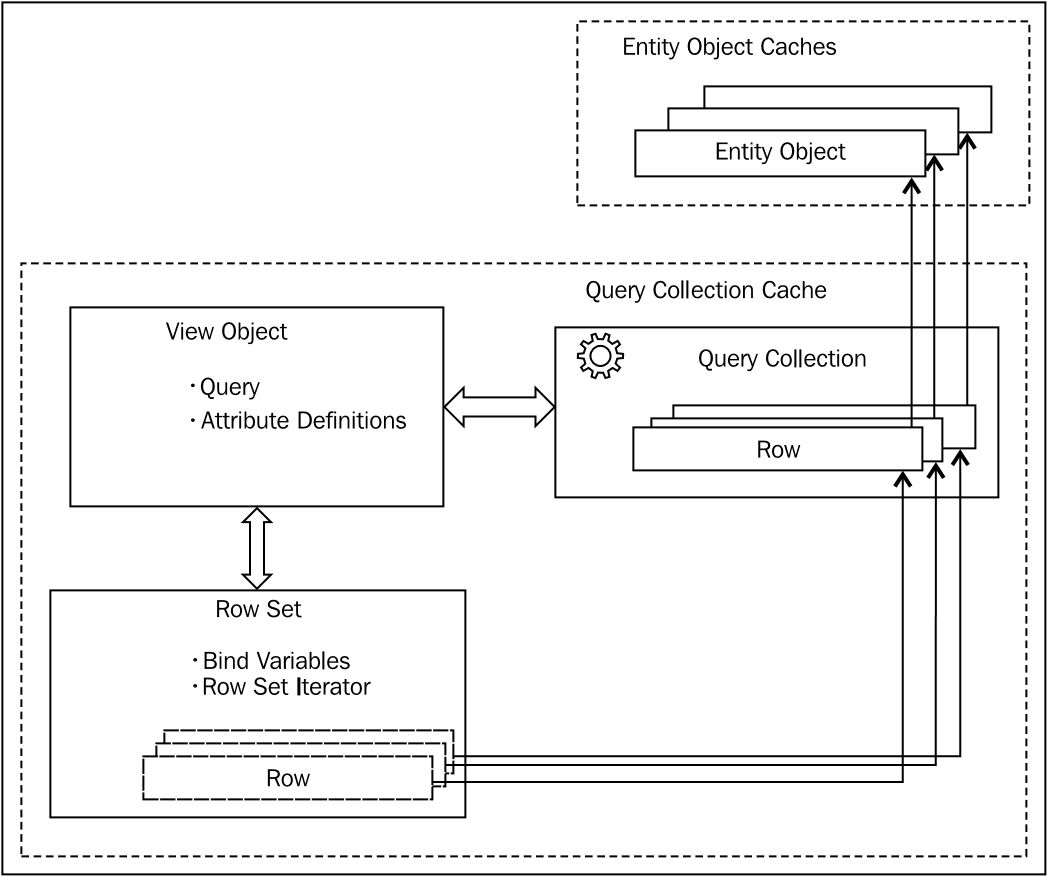 Entity Object Caches
Entity Object
Query Collection Cache
View Object
· Query
· Attribute Definitions
Query Collection
Row
Row Set
· Bind Variables
· Row Set Iterator
Row